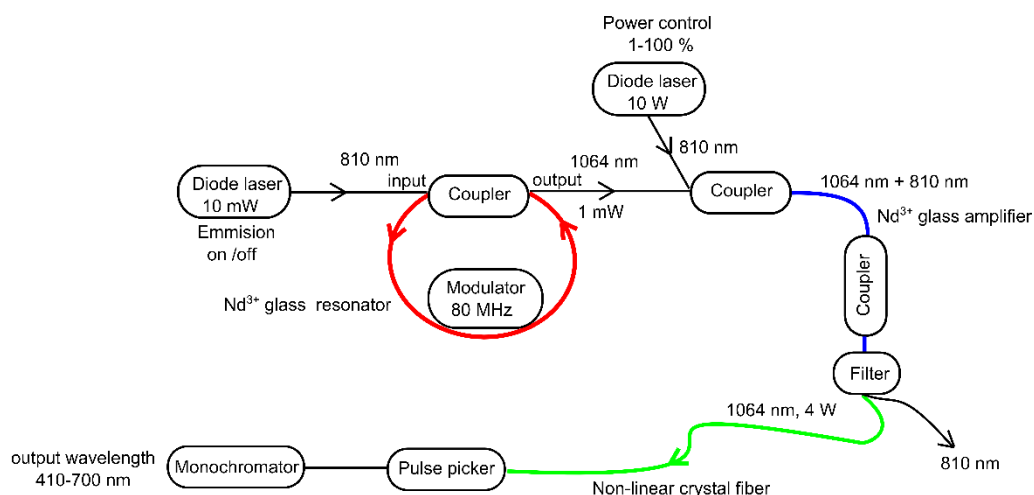 Power control
1-100 %
Diode laser
10 W
810 nm
810 nm
1064 nm
input
output
Diode laser
10 mW
Coupler
1 mW
Coupler
1064 nm + 810 nm
Nd³⁺ glass amplifier
Emmision
on /off
Modulator
80 MHz
Nd³⁺ glass  resonator
Coupler
Filter
1064 nm, 4 W
810 nm
output wavelength
410-700 nm
Monochromator
Pulse picker
Non-linear crystal fiber